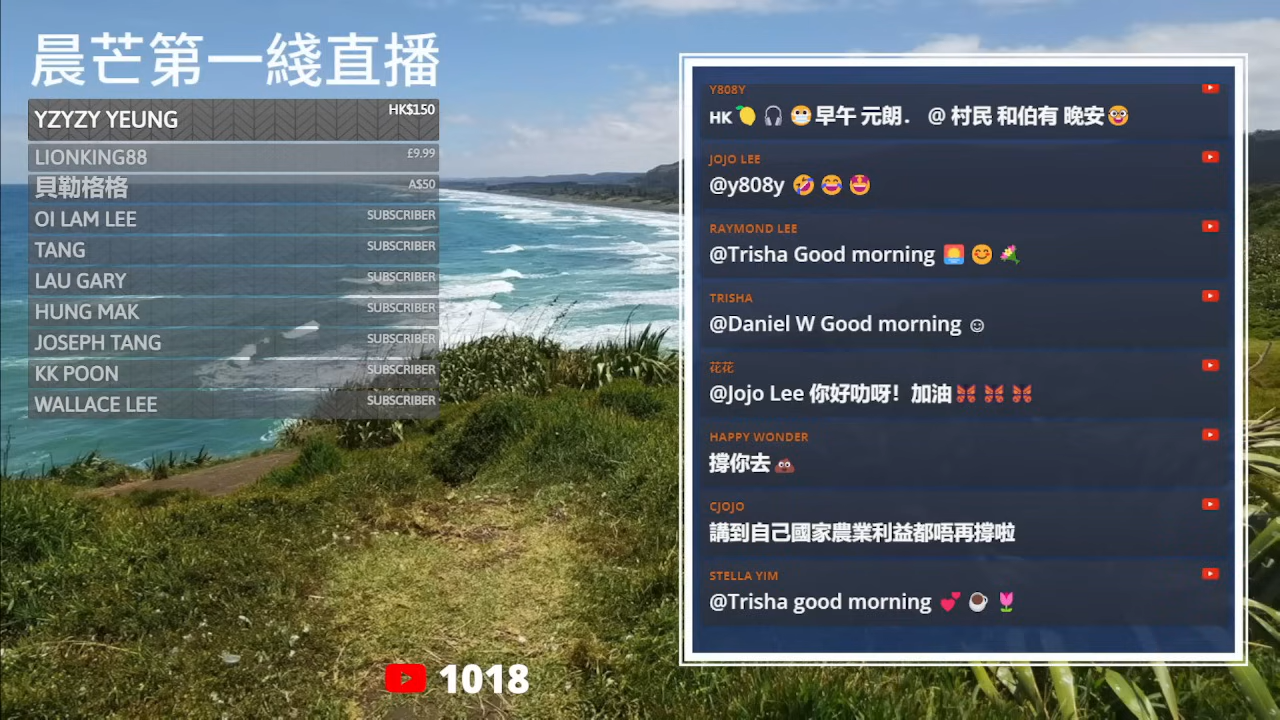 晨芒第一綫直播
YZYZY YEUNG HK$150
LIONKING88 £9.99
貝勒格格 A$50
OI LAM LEE SUBSCRIBER
TANG SUBSCRIBER
LAU GARY SUBSCRIBER
HUNG MAK SUBSCRIBER
JOSEPH TANG SUBSCRIBER
KK POON SUBSCRIBER
WALLACE LEE SUBSCRIBER
Y808Y
HK🍋🎧😷早午 元朗. @ 村民 和伯有 晚安🤓
JOJO LEE
@y808y 🤣😂🤩
RAYMOND LEE
@Trisha Good morning 🌅😊💐
TRISHA
@Daniel W Good morning ☺
花花
@Jojo Lee 你好叻呀！加油🦋🦋🦋
HAPPY WONDER
撐你去💩
CJOJO
講到自己國家農業利益都唔再撐啦
STELLA YIM
@Trisha good morning 💕☕🌷
1018